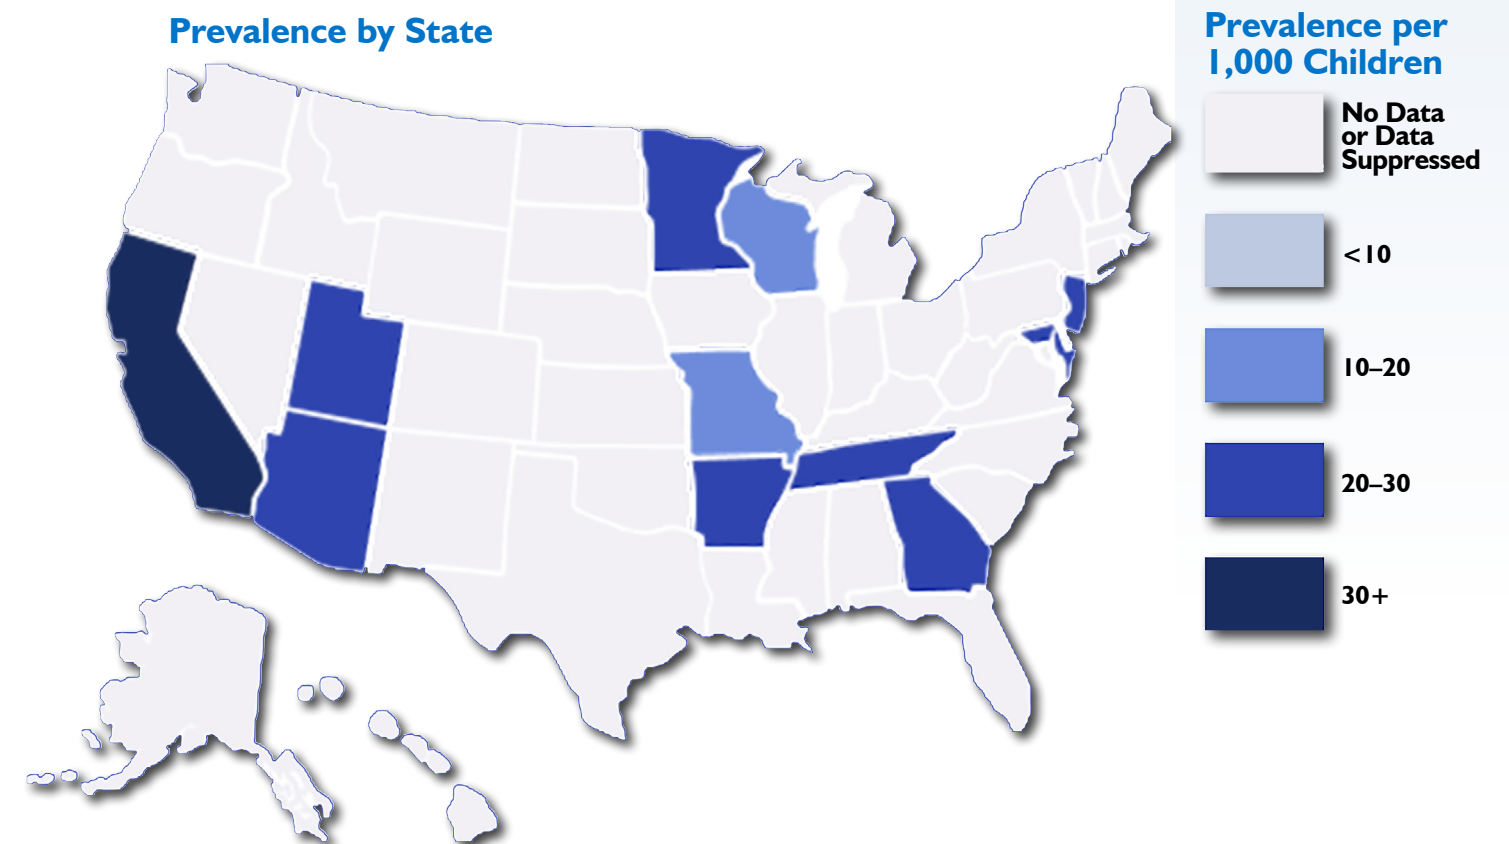 Prevalence by State
Prevalence per
1,000 Children
No Data
or Data
Suppressed
<10
10–20
20–30
30+